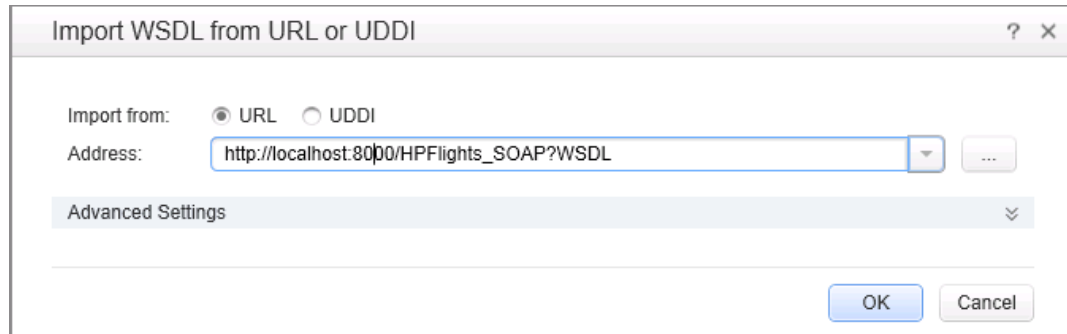 Import WSDL from URL or UDDI ? ×
Import from: URL UDDI
Address: http://localhost:8000/HPFlights_SOAP?WSDL ...
Advanced Settings
OK Cancel